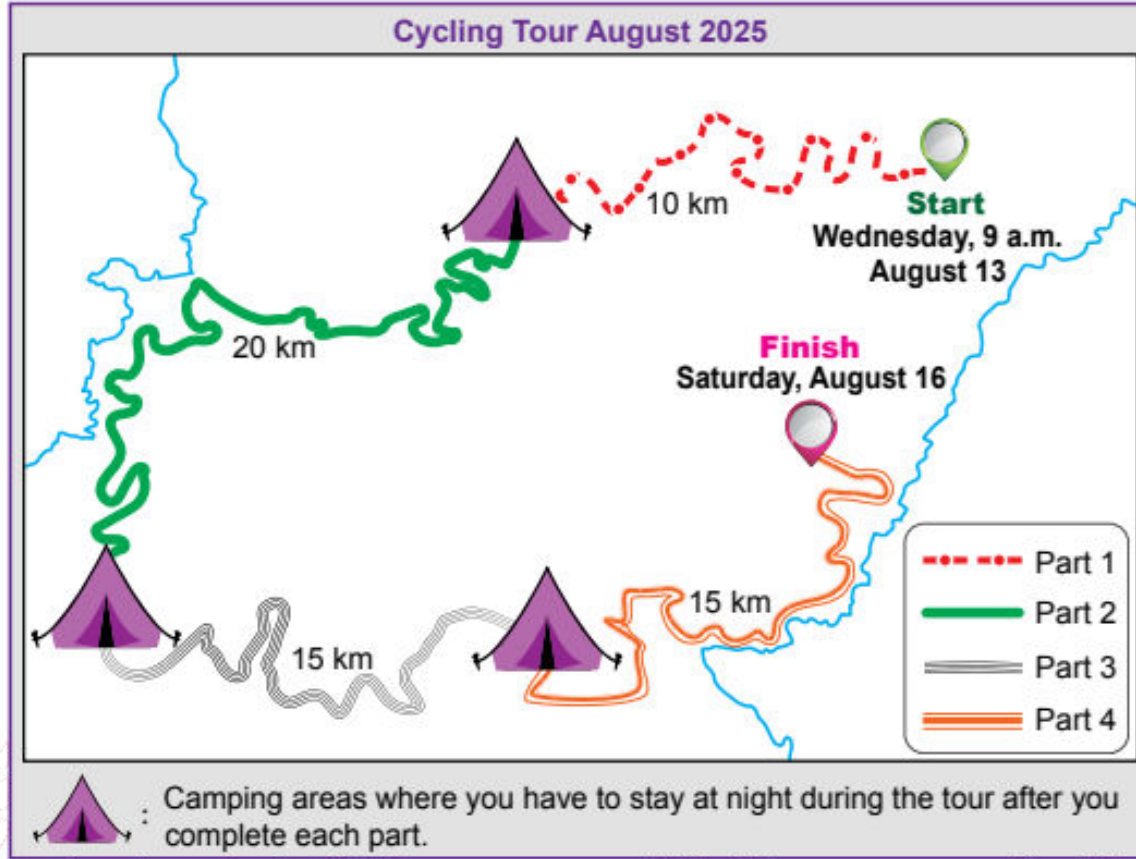 Cycling Tour August 2025
10 km
Start
Wednesday, 9 a.m.
August 13
20 km
Finish
Saturday, August 16
15 km
15 km
Part 1
Part 2
Part 3
Part 4
: Camping areas where you have to stay at night during the tour after you
complete each part.